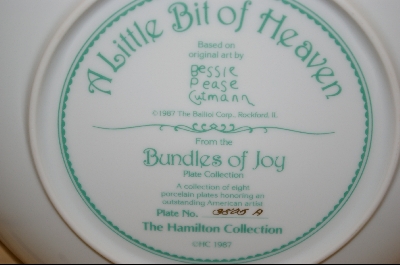 A Little Bit of Heaven
Based on
original art by
Bessie
Pease
Gutmann
©1987 The Balliol Corp., Rockford, IL
From the
Bundles of Joy
Plate Collection
A collection of eight
porcelain plates honoring an
outstanding American artist
Plate No. 3505 A
The Hamilton Collection
©HC 1987